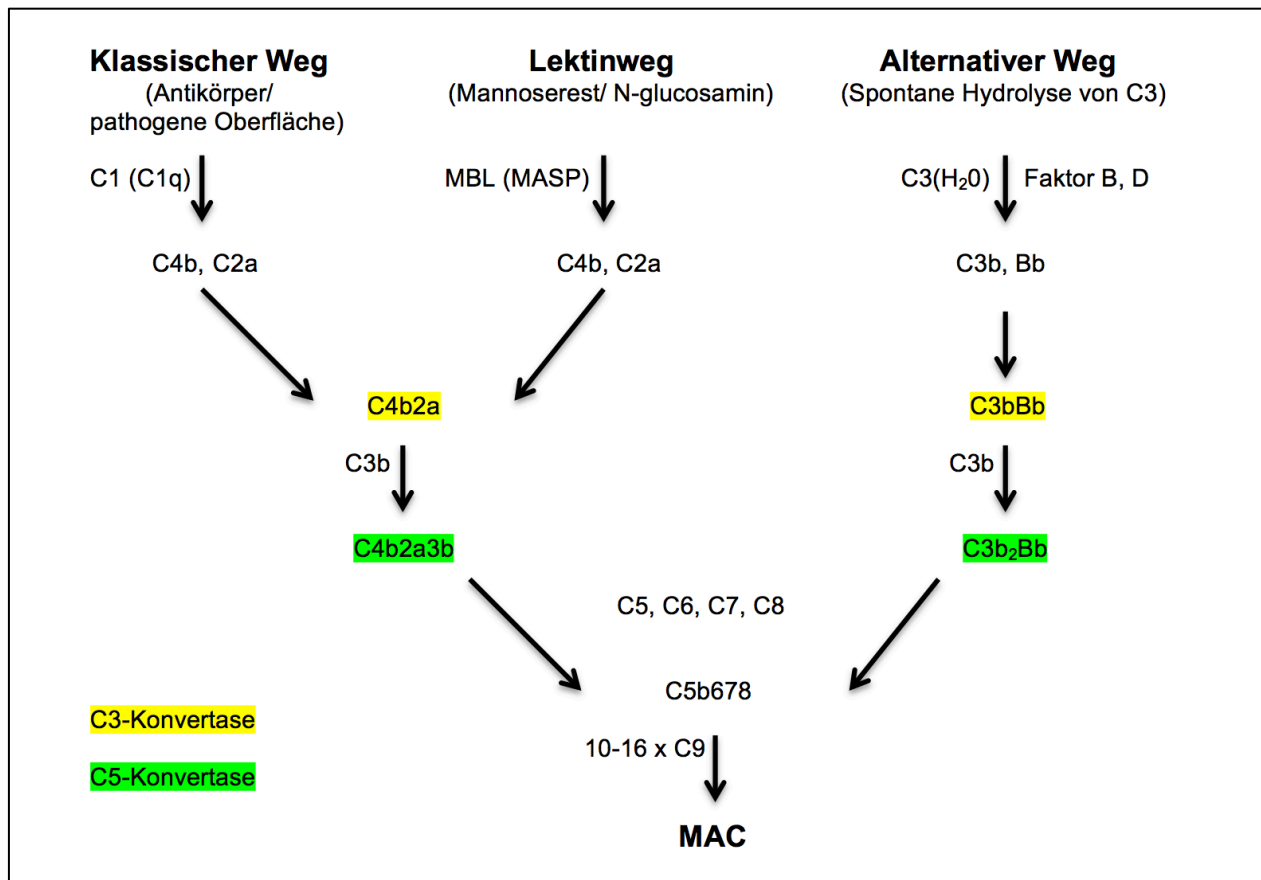 Klassischer Weg
(Antikörper/
pathogene Oberfläche)
Lektinweg
(Mannoserest/ N-glucosamin)
Alternativer Weg
(Spontane Hydrolyse von C3)
C1 (C1q)
MBL (MASP)
C3(H₂0)
Faktor B, D
C4b, C2a
C4b, C2a
C3b, Bb
C4b2a
C3bBb
C3b
C3b
C4b2a3b
C3b₂Bb
C5, C6, C7, C8
C5b678
C3-Konvertase
10-16 x C9
C5-Konvertase
MAC